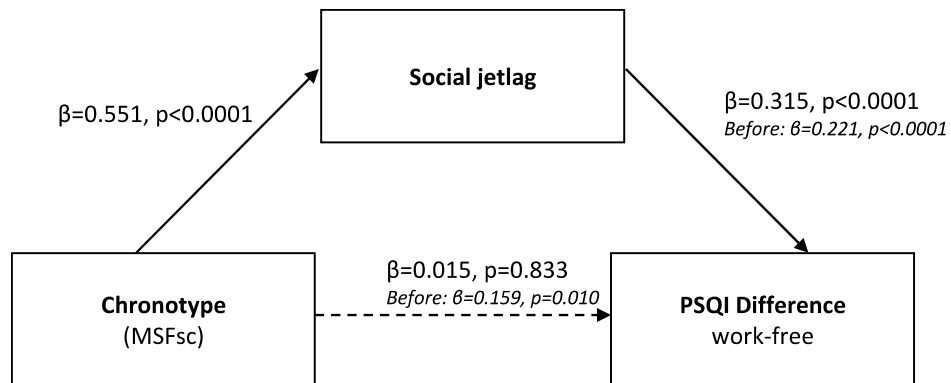 Social jetlag
β=0.551, p<0.0001
β=0.315, p<0.0001
Before: β=0.221, p<0.0001
Chronotype
(MSFsc)
β=0.015, p=0.833
Before: β=0.159, p=0.010
PSQI Difference
work-free